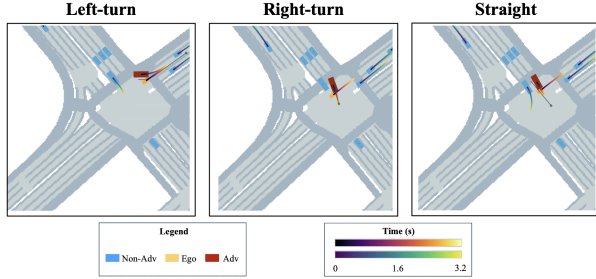 Left-turn
Right-turn
Straight
Legend
Non-Adv Ego Adv
Time (s)
0 1.6 3.2